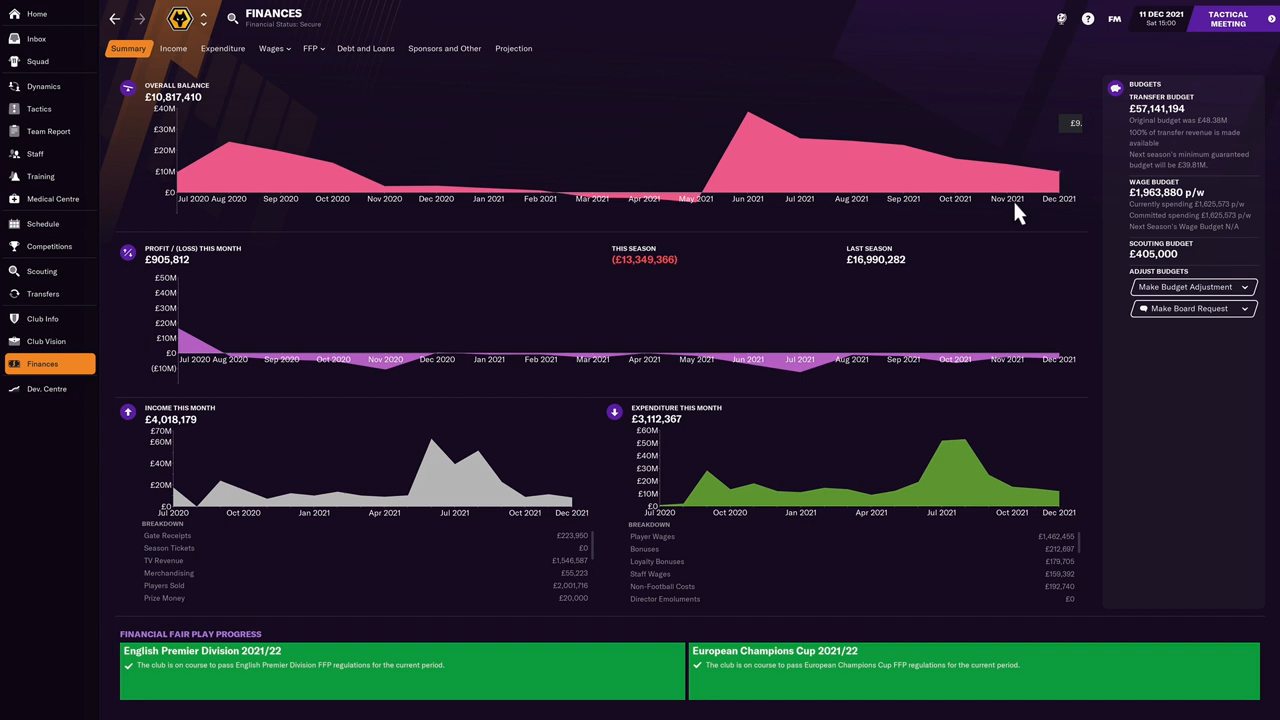 Home
Inbox
Squad
Dynamics
Tactics
Team Report
Staff
Training
Medical Centre
Schedule
Competitions
Scouting
Transfers
Club Info
Club Vision
Finances
Dev. Centre
FINANCES
Financial Status: Secure
FM
11 DEC 2021
Sat 15:00
TACTICAL
MEETING
Summary Income Expenditure Wages FFP Debt and Loans Sponsors and Other Projection
OVERALL BALANCE
£10,817,410
£40M
£30M
£20M
£10M
£0
£9.
Jul 2020 Aug 2020 Sep 2020 Oct 2020 Nov 2020 Dec 2020 Jan 2021 Feb 2021 Mar 2021 Apr 2021 May 2021 Jun 2021 Jul 2021 Aug 2021 Sep 2021 Oct 2021 Nov 2021 Dec 2021
PROFIT / (LOSS) THIS MONTH
£905,812
THIS SEASON
(£13,349,366)
LAST SEASON
£16,990,282
£50M
£40M
£30M
£20M
£10M
£0
(£10M)
Jul 2020 Aug 2020 Sep 2020 Oct 2020 Nov 2020 Dec 2020 Jan 2021 Feb 2021 Mar 2021 Apr 2021 May 2021 Jun 2021 Jul 2021 Aug 2021 Sep 2021 Oct 2021 Nov 2021 Dec 2021
INCOME THIS MONTH
£4,018,179
£70M
£60M
£40M
£20M
£0
Jul 2020 Oct 2020 Jan 2021 Apr 2021 Jul 2021 Oct 2021 Dec 2021
BREAKDOWN
Gate Receipts £223,950
Season Tickets £0
TV Revenue £1,546,587
Merchandising £55,223
Players Sold £2,001,716
Prize Money £20,000
EXPENDITURE THIS MONTH
£3,112,367
£60M
£50M
£40M
£30M
£20M
£10M
£0
Jul 2020 Oct 2020 Jan 2021 Apr 2021 Jul 2021 Oct 2021 Dec 2021
BREAKDOWN
Player Wages £1,462,455
Bonuses £212,697
Loyalty Bonuses £179,705
Staff Wages £159,392
Non-Football Costs £192,740
Director Emoluments £0
BUDGETS
TRANSFER BUDGET
£57,141,194
Original budget was £48.38M
100% of transfer revenue is made
available
Next season's minimum guaranteed
budget will be £39.81M.
WAGE BUDGET
£1,963,880 p/w
Currently spending £1,625,573 p/w
Committed spending £1,625,573 p/w
Next Season's Wage Budget N/A
SCOUTING BUDGET
£405,000
ADJUST BUDGETS
Make Budget Adjustment
Make Board Request
FINANCIAL FAIR PLAY PROGRESS
English Premier Division 2021/22
The club is on course to pass English Premier Division FFP regulations for the current period.
European Champions Cup 2021/22
The club is on course to pass European Champions Cup FFP regulations for the current period.